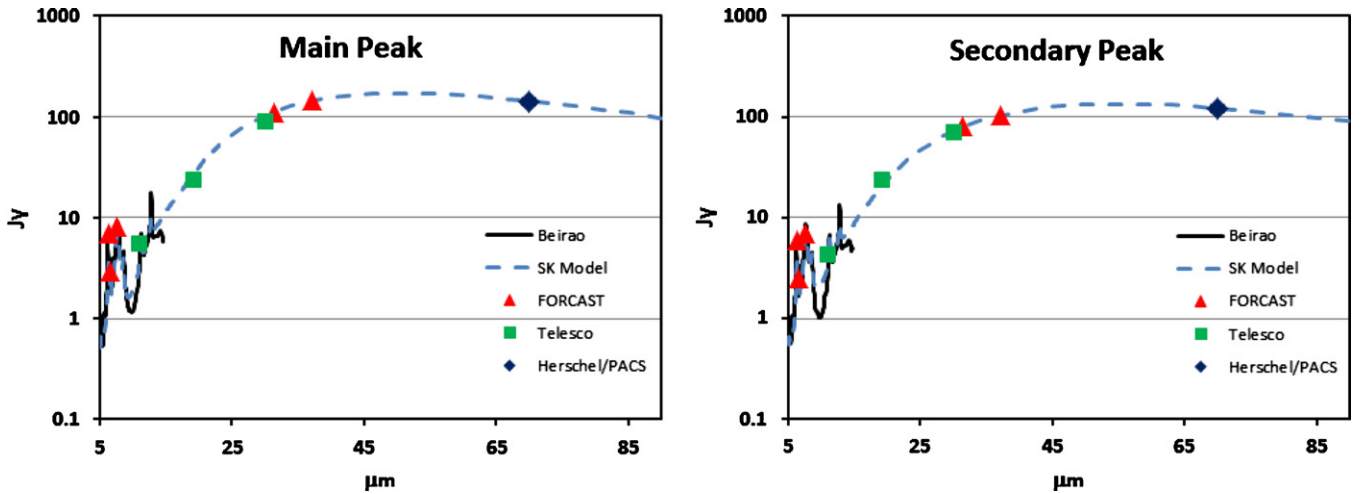 Main Peak
1000
100
10
1
0.1
Jy
5
25
45
65
85
µm
Beirao
SK Model
FORCAST
Telesco
Herschel/PACS
Secondary Peak
1000
100
10
1
0.1
Jy
5
25
45
65
85
µm
Beirao
SK Model
FORCAST
Telesco
Herschel/PACS